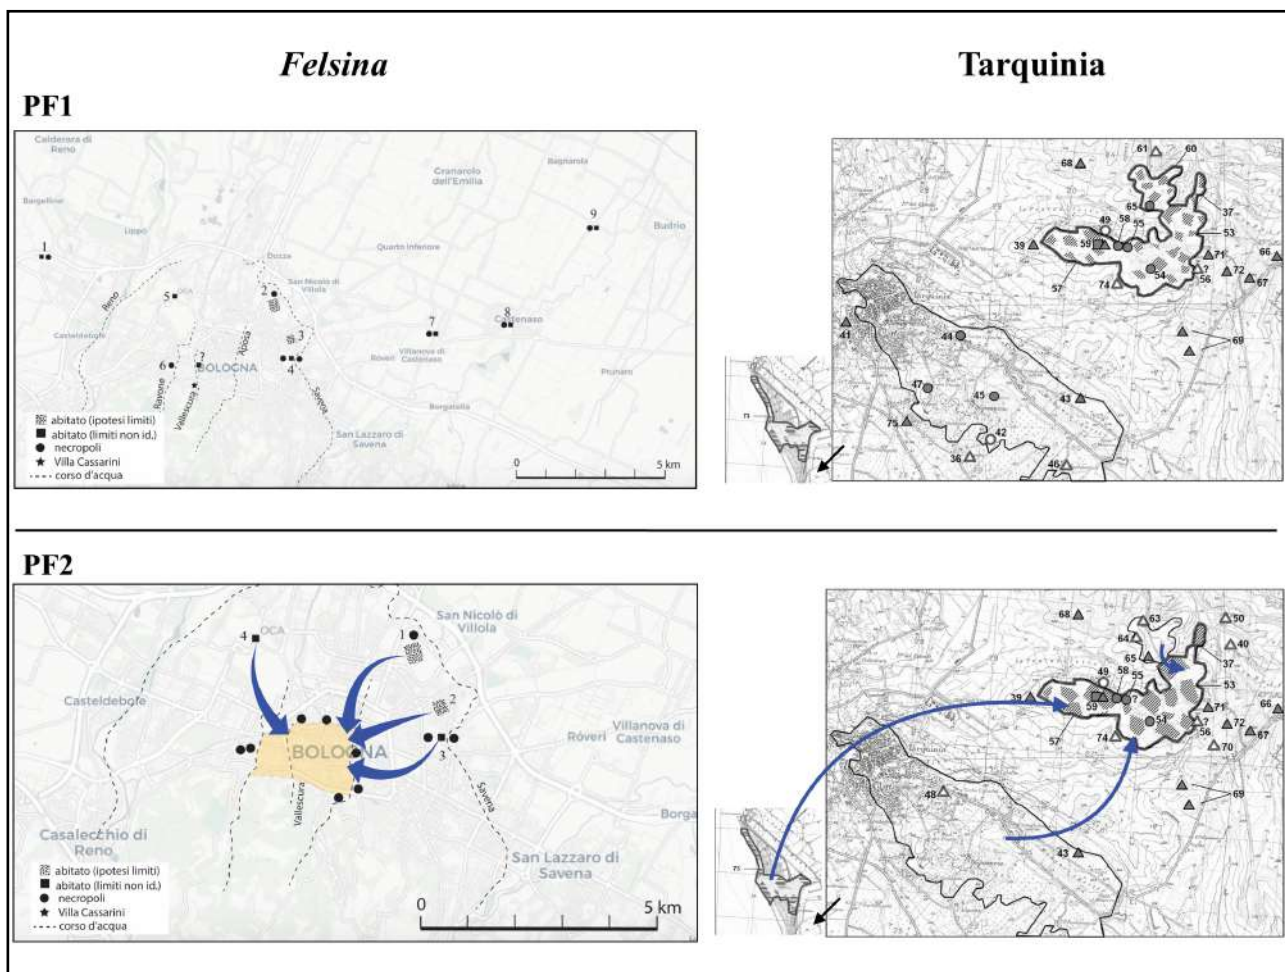 Felsina
Tarquinia
PF1
Calderara di
Reno
Bargellino
Lippo
Granarolo
dell'Emilia
Bagnarola
Budrio
Quarto Inferiore
Dozza
San Nicolò di
Villola
1
9
2
OCA
5
3
7
8
Castenaso
Casteldebole
Reno
Aposa
6
3
BOLOGNA
4
Róveri
Villanova di
Castenaso
Prunaro
Ravone
Vallescura
Savena
Borgatella
San Lazzaro di
Savena
abitato (ipotesi limiti)
abitato (limiti non id.)
necropoli
Villa Cassarini
corso d'acqua
0
5 km
61
60
68
65
37
49
58
55
53
39
59
71
66
54
?
72
57
74
56
67
41
44
69
47
45
43
75
42
36
46
PF2
San Nicolò di
Villola
4
OCA
1
Casteldebole
2
BOLOGNA
Villanova di
Castenaso
Róveri
3
Vallescura
Savena
Casalecchio di
Reno
San Lazzaro di
Savena
abitato (ipotesi limiti)
abitato (limiti non id.)
necropoli
Villa Cassarini
corso d'acqua
0
5 km
68
63
50
64
40
65
37
49
58
55
53
39
59
?
71
66
54
?
72
57
74
56
67
70
48
69
43